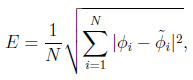 $E = \frac{1}{N}\sqrt{\sum_{i=1}^{N} |\phi_i - \tilde{\phi}_i|^2},$